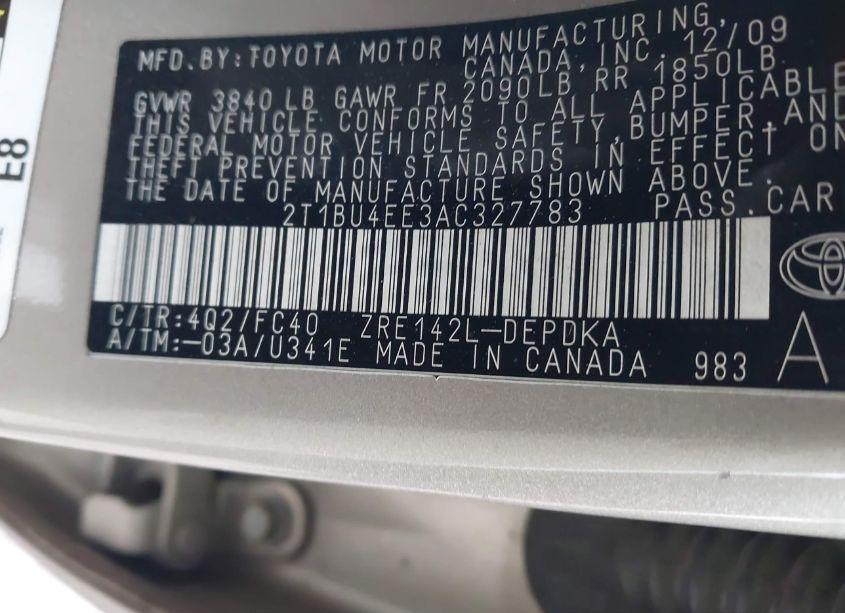 MFD. BY: TOYOTA MOTOR MANUFACTURING,
CANADA, INC. 12/09
GVWR 3840 LB GAWR FR 2090LB RR 1850LB
THIS VEHICLE CONFORMS TO ALL APPLICABLE
FEDERAL MOTOR VEHICLE SAFETY, BUMPER, AND
THEFT PREVENTION STANDARDS IN EFFECT ON
THE DATE OF MANUFACTURE SHOWN ABOVE.
2T1BU4EE3AC327783 PASS. CAR
C/TR:4Q2/FC40 ZRE142L-DEPDKA
A/TM:-03A/U341E MADE IN CANADA 983 A
E8